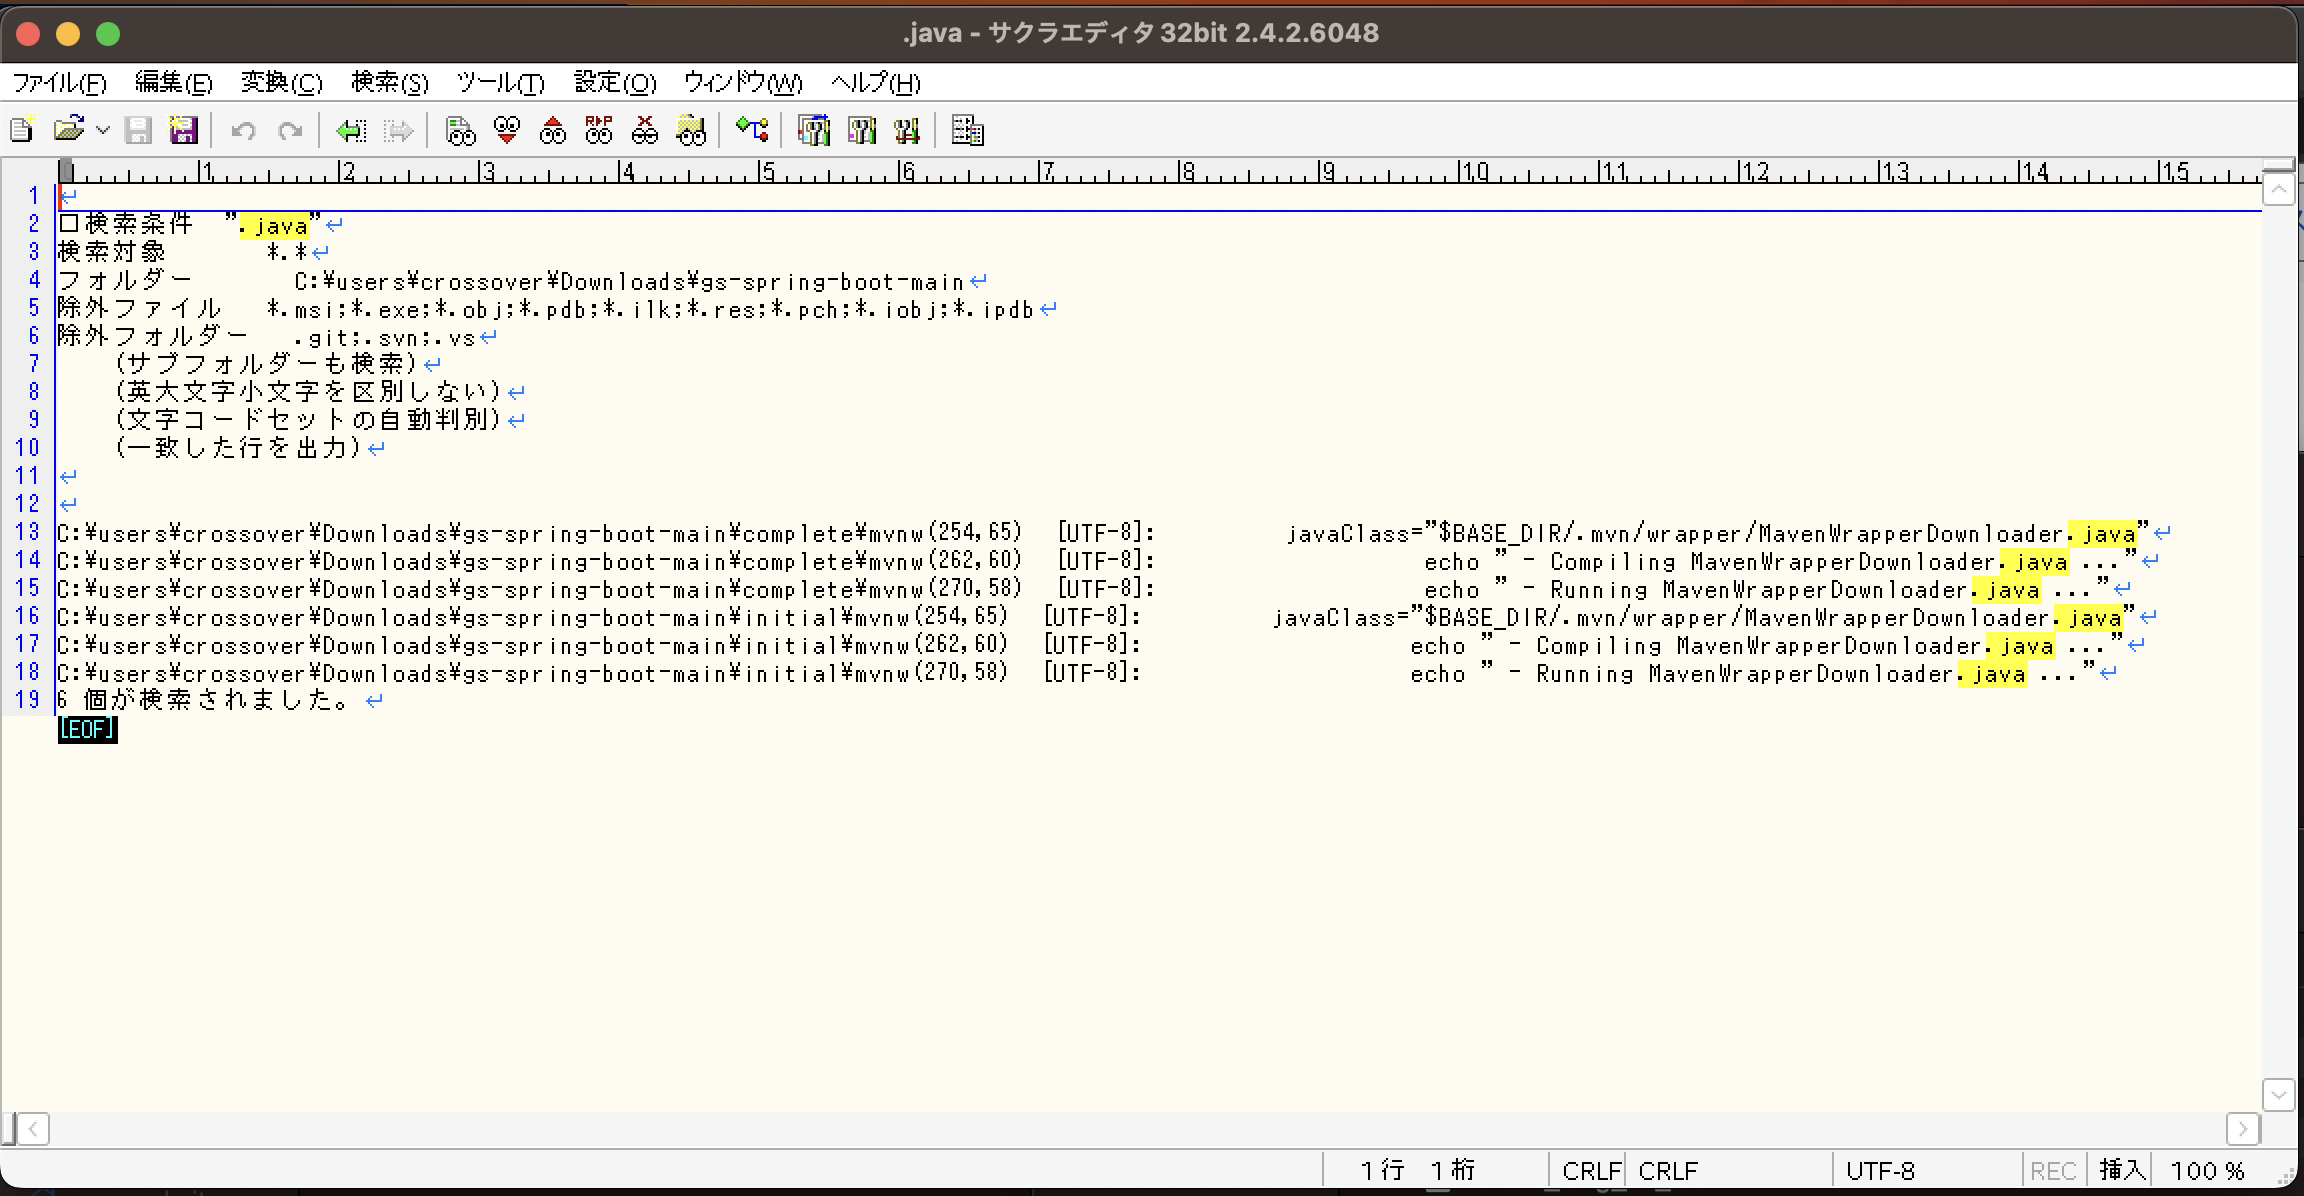 .java - サクラエディタ 32bit 2.4.2.6048
ファイル(F) 編集(E) 変換(C) 検索(S) ツール(T) 設定(O) ウィンドウ(W) ヘルプ(H)
0 1 2 3 4 5 6 7 8 9 10 11 12 13 14 15
1 ↵
2 □検索条件 ".java"↵
3 検索対象 *.*↵
4 フォルダー C:¥users¥crossover¥Downloads¥gs-spring-boot-main↵
5 除外ファイル *.msi;*.exe;*.obj;*.pdb;*.ilk;*.res;*.pch;*.iobj;*.ipdb↵
6 除外フォルダー .git;.svn;.vs↵
7 (サブフォルダーも検索)↵
8 (英大文字小文字を区別しない)↵
9 (文字コードセットの自動判別)↵
10 (一致した行を出力)↵
11 ↵
12 ↵
13 C:¥users¥crossover¥Downloads¥gs-spring-boot-main¥complete¥mvnw(254,65) [UTF-8]: javaClass="$BASE_DIR/.mvn/wrapper/MavenWrapperDownloader.java"↵
14 C:¥users¥crossover¥Downloads¥gs-spring-boot-main¥complete¥mvnw(262,60) [UTF-8]: echo " - Compiling MavenWrapperDownloader.java ..."↵
15 C:¥users¥crossover¥Downloads¥gs-spring-boot-main¥complete¥mvnw(270,58) [UTF-8]: echo " - Running MavenWrapperDownloader.java ..."↵
16 C:¥users¥crossover¥Downloads¥gs-spring-boot-main¥initial¥mvnw(254,65) [UTF-8]: javaClass="$BASE_DIR/.mvn/wrapper/MavenWrapperDownloader.java"↵
17 C:¥users¥crossover¥Downloads¥gs-spring-boot-main¥initial¥mvnw(262,60) [UTF-8]: echo " - Compiling MavenWrapperDownloader.java ..."↵
18 C:¥users¥crossover¥Downloads¥gs-spring-boot-main¥initial¥mvnw(270,58) [UTF-8]: echo " - Running MavenWrapperDownloader.java ..."↵
19 6 個が検索されました。↵
[EOF]
1 行 1 桁 CRLF CRLF UTF-8 REC 挿入 100 %